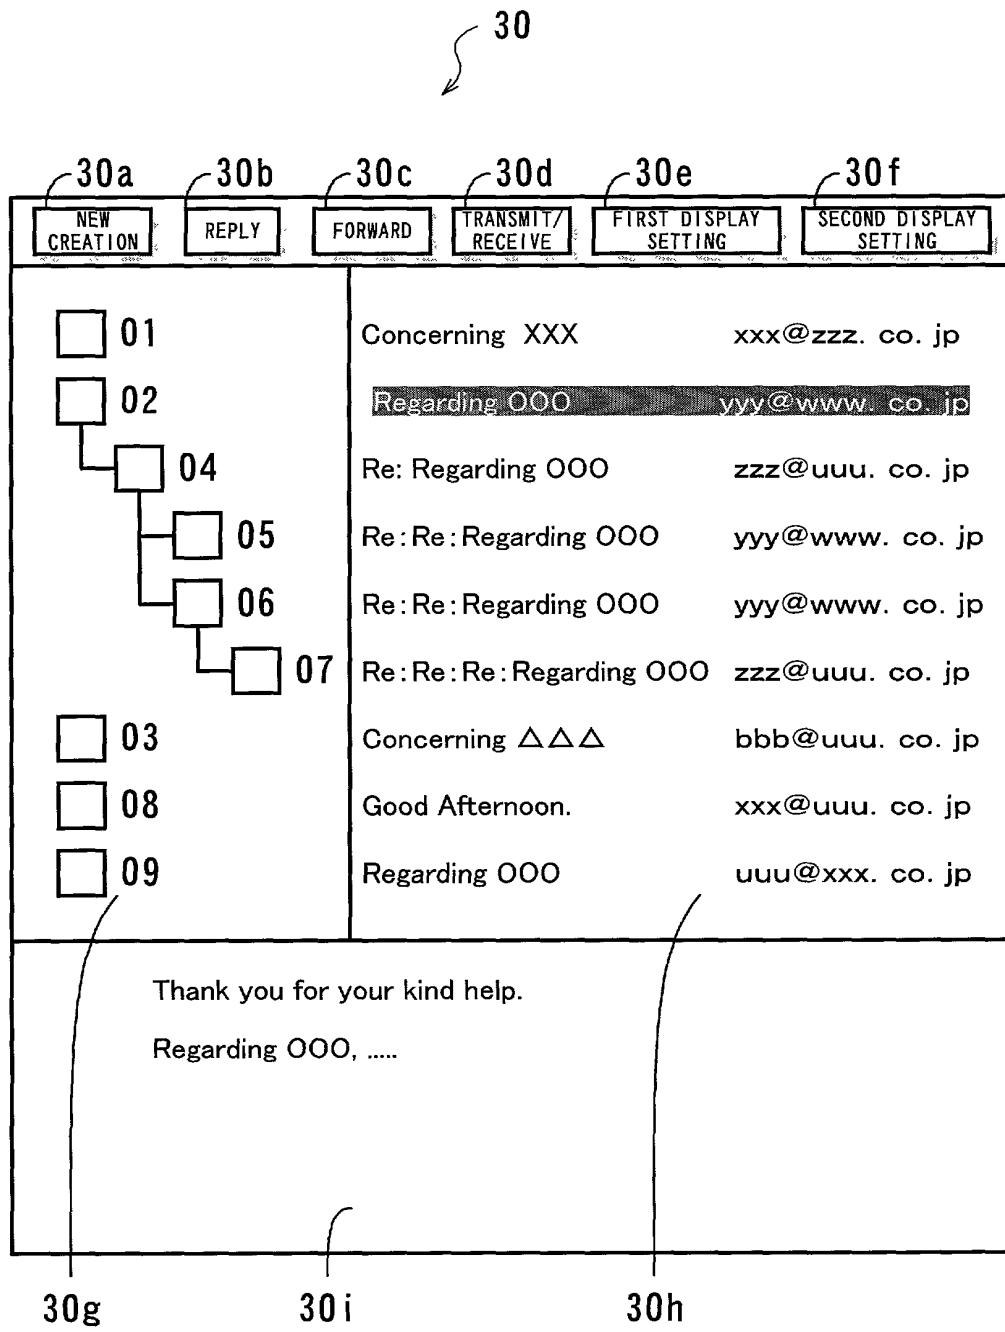 30
30a 30b 30c 30d 30e 30f
NEW CREATION REPLY FORWARD TRANSMIT/RECEIVE FIRST DISPLAY SETTING SECOND DISPLAY SETTING
01 Concerning XXX xxx@zzz. co. jp
02 Regarding OOO yyy@www. co. jp
04 Re: Regarding OOO zzz@uuu. co. jp
05 Re:Re:Regarding OOO yyy@www. co. jp
06 Re:Re:Regarding OOO yyy@www. co. jp
07 Re:Re:Re:Regarding OOO zzz@uuu. co. jp
03 Concerning △△△ bbb@uuu. co. jp
08 Good Afternoon. xxx@uuu. co. jp
09 Regarding OOO uuu@xxx. co. jp
Thank you for your kind help.
Regarding OOO, .....
30g 30i 30h